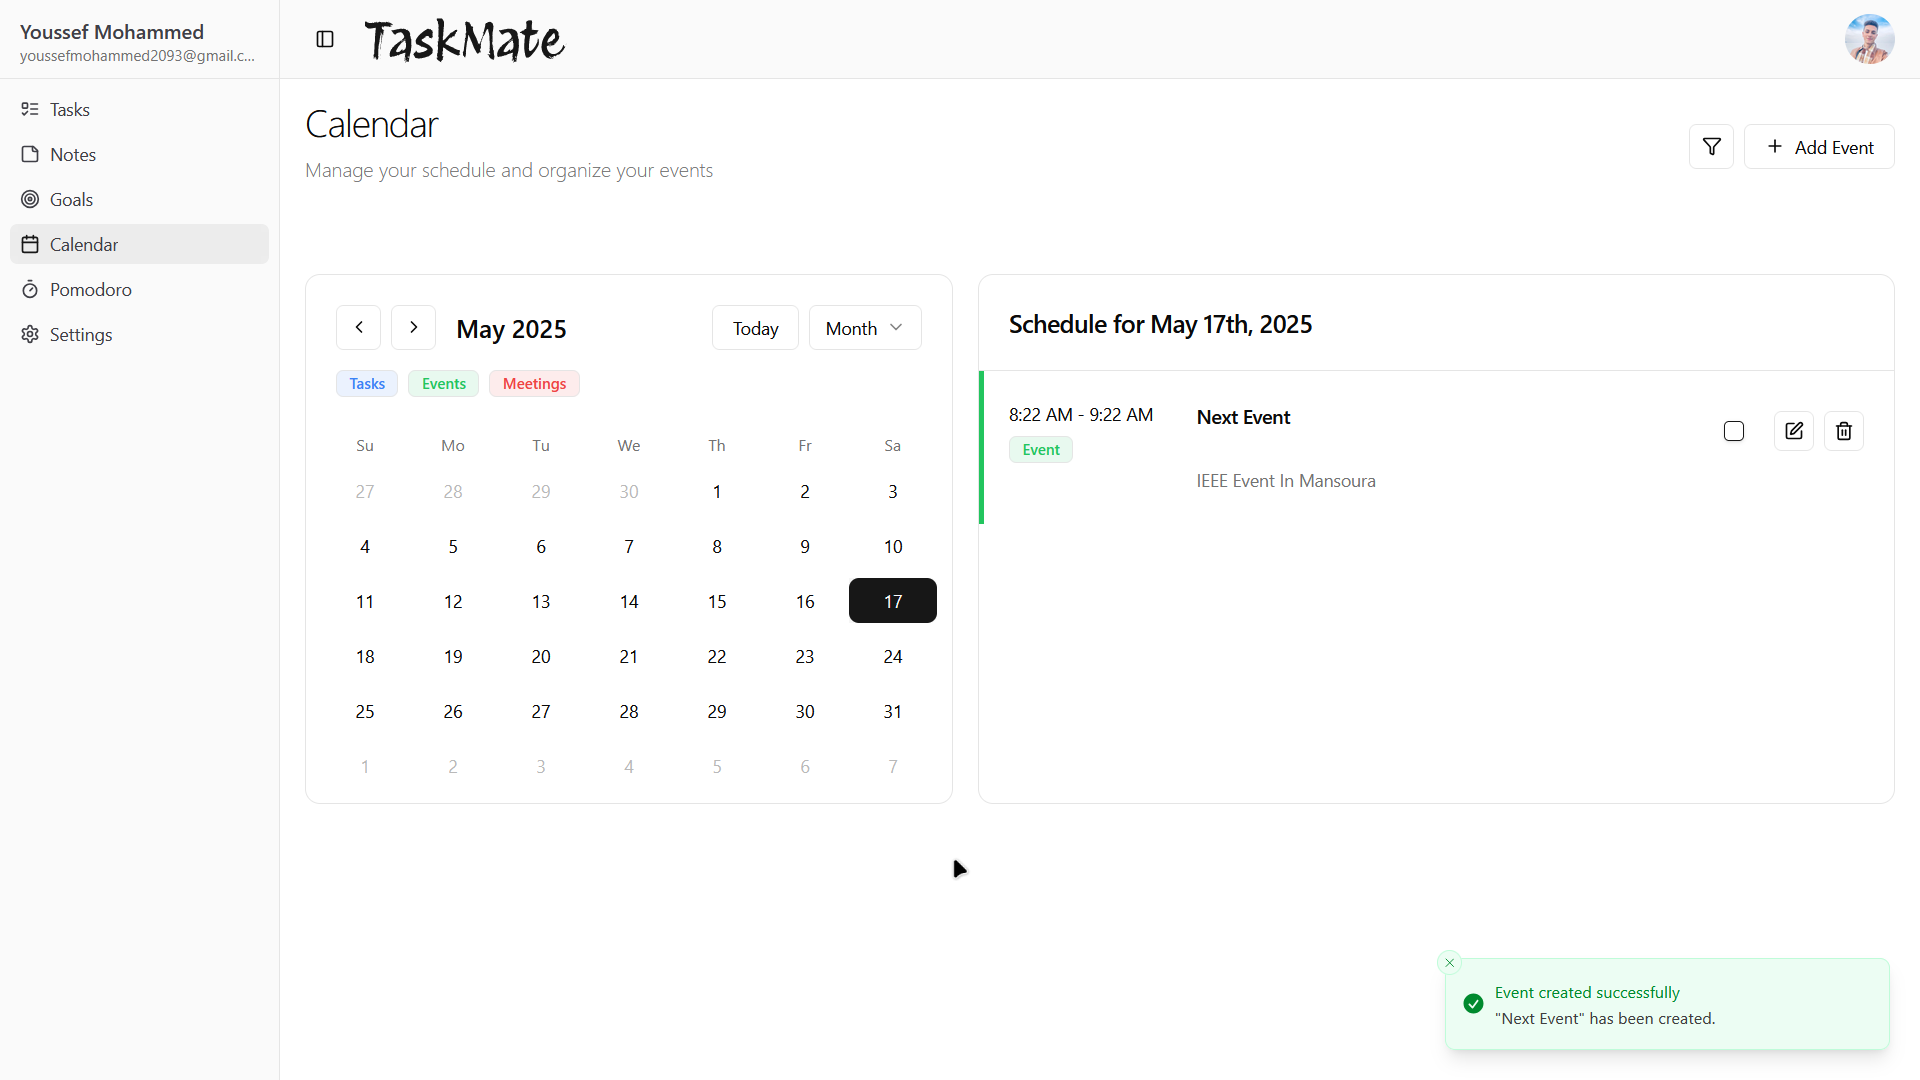 Youssef Mohammed
youssefmohammed2093@gmail.c...
TaskMate
Tasks
Notes
Goals
Calendar
Pomodoro
Settings
Calendar
Manage your schedule and organize your events
Add Event
May 2025
Today
Month
Tasks Events Meetings
Su Mo Tu We Th Fr Sa
27 28 29 30 1 2 3
4 5 6 7 8 9 10
11 12 13 14 15 16 17
18 19 20 21 22 23 24
25 26 27 28 29 30 31
1 2 3 4 5 6 7
Schedule for May 17th, 2025
8:22 AM - 9:22 AM
Event
Next Event
IEEE Event In Mansoura
Event created successfully
"Next Event" has been created.